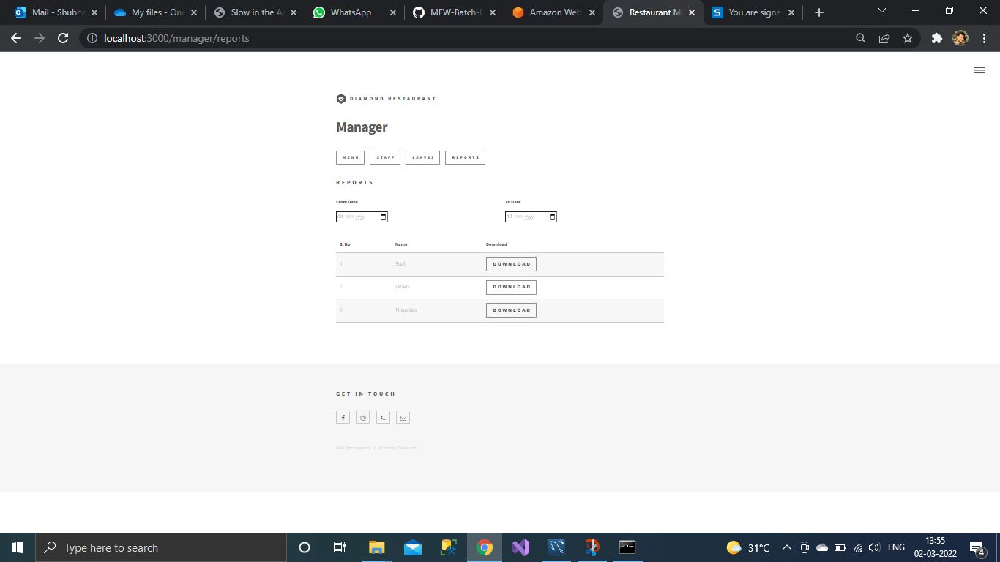 Mail - Shubha
My files - One
Slow in the Ap
WhatsApp
MFW-Batch-U
Amazon Web
Restaurant M
You are signe
localhost:3000/manager/reports
DIAMOND RESTAURANT
Manager
MENU STAFF LEAVES REPORTS
REPORTS
From Date To Date
dd-mm-yyyy dd-mm-yyyy
Sl No Name Download
1 Staff DOWNLOAD
2 Orders DOWNLOAD
Financials DOWNLOAD
GET IN TOUCH
© All rights reserved |
Type here to search
31°C
ENG
13:55
02-03-2022
4